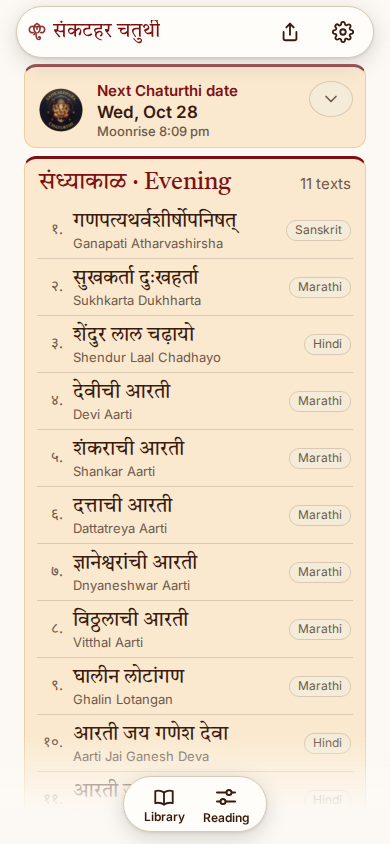 संकटहर चतुर्थी
Next Chaturthi date
Wed, Oct 28
Moonrise 8:09 pm
संध्याकाळ · Evening
11 texts
१. गणपत्यथर्वशीर्षोपनिषत् Sanskrit
Ganapati Atharvashirsha
२. सुखकर्ता दुःखहर्ता Marathi
Sukhkarta Dukhharta
३. शेंदुर लाल चढ़ायो Hindi
Shendur Laal Chadhayo
४. देवीची आरती Marathi
Devi Aarti
५. शंकराची आरती Marathi
Shankar Aarti
६. दत्ताची आरती Marathi
Dattatreya Aarti
७. ज्ञानेश्वरांची आरती Marathi
Dnyaneshwar Aarti
८. विठ्ठलाची आरती Marathi
Vitthal Aarti
९. घालीन लोटांगण Marathi
Ghalin Lotangan
१०. आरती जय गणेश देवा Hindi
Aarti Jai Ganesh Deva
११. आरती Hindi
Library
Reading